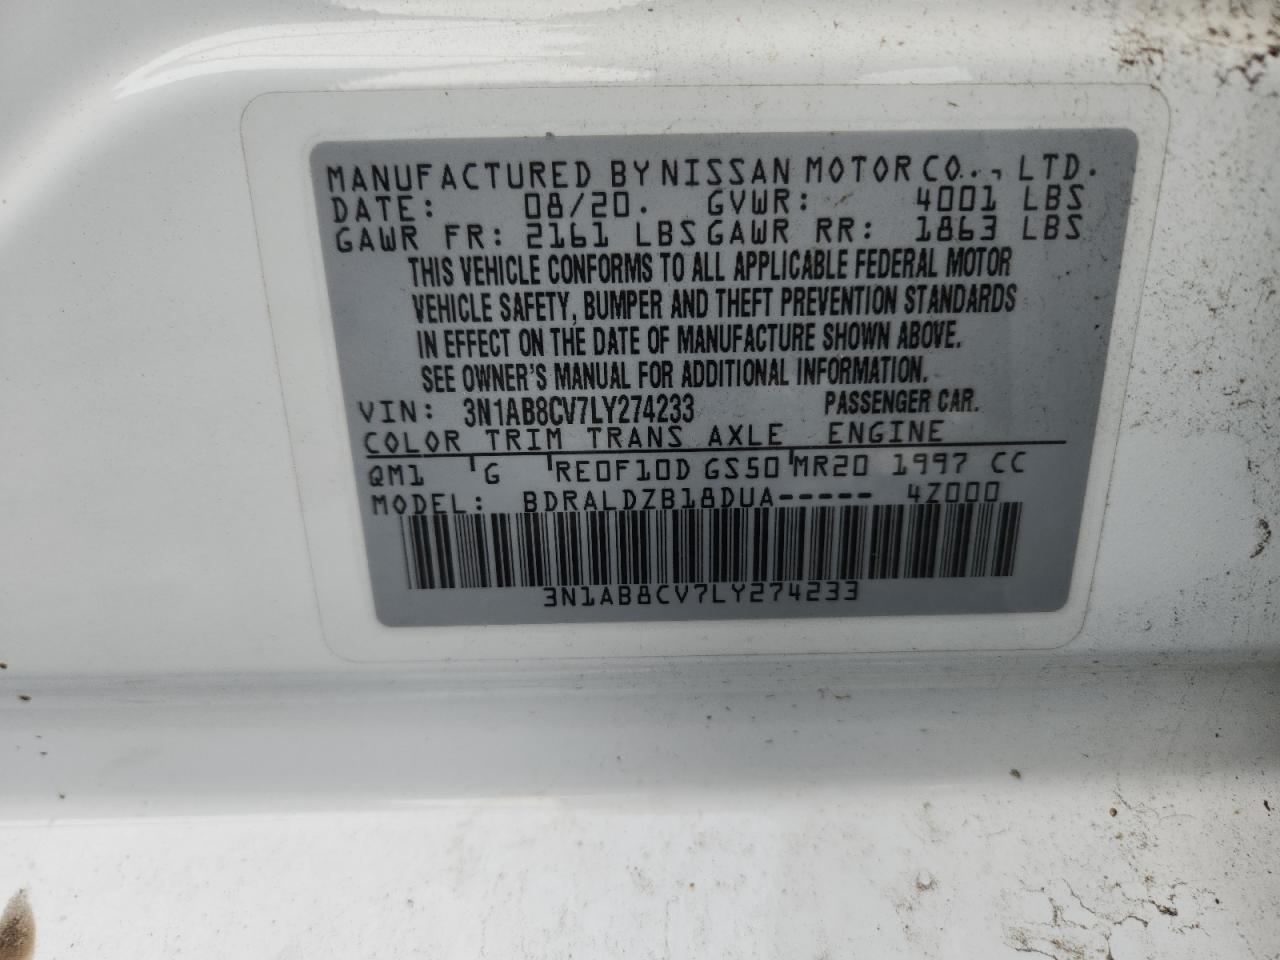 MANUFACTURED BY NISSAN MOTOR CO., LTD.
DATE: 08/20. GVWR: 4001 LBS
GAWR FR: 2161 LBS GAWR RR: 1863 LBS
THIS VEHICLE CONFORMS TO ALL APPLICABLE FEDERAL MOTOR
VEHICLE SAFETY, BUMPER AND THEFT PREVENTION STANDARDS
IN EFFECT ON THE DATE OF MANUFACTURE SHOWN ABOVE.
SEE OWNER'S MANUAL FOR ADDITIONAL INFORMATION.
VIN: 3N1AB8CV7LY274233 PASSENGER CAR.
COLOR TRIM TRANS AXLE ENGINE
QM1 G RE0F10D GS50 MR20 1997 CC
MODEL: BDRALDZB18DUA----- 4Z000
3N1AB8CV7LY274233